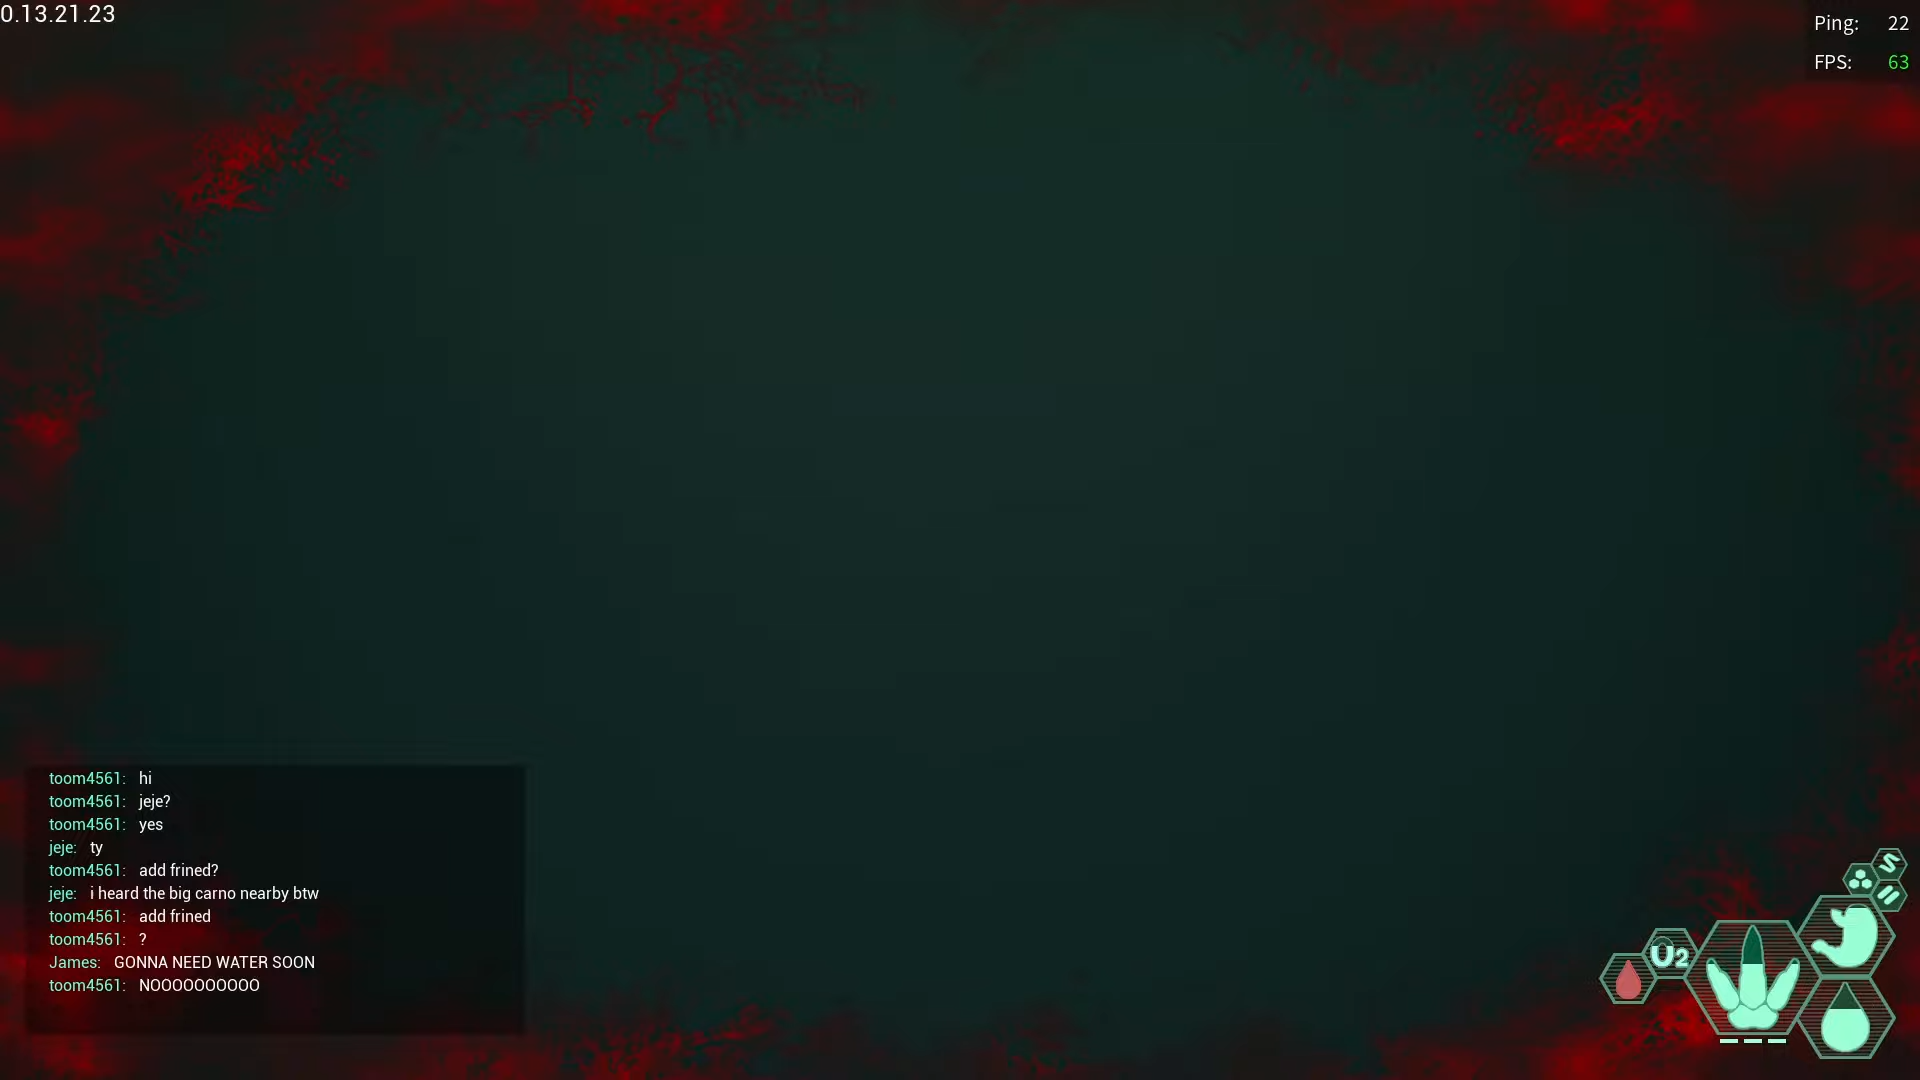 0.13.21.23
Ping: 22
FPS: 63
toom4561: hi
toom4561: jeje?
toom4561: yes
jeje: ty
toom4561: add frined?
jeje: i heard the big carno nearby btw
toom4561: add frined
toom4561: ?
James: GONNA NEED WATER SOON
toom4561: NOOOOOOOOOO
O₂